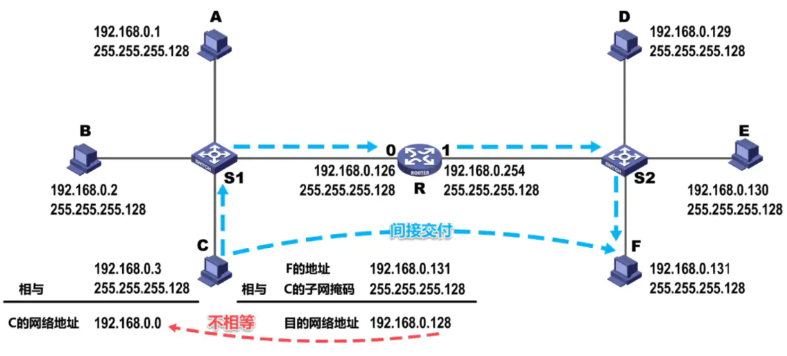 A
192.168.0.1
255.255.255.128
D
192.168.0.129
255.255.255.128
B
192.168.0.2
255.255.255.128
S1
0
1
192.168.0.126
255.255.255.128
R
192.168.0.254
255.255.255.128
S2
E
192.168.0.130
255.255.255.128
间接交付
C
192.168.0.3
相与 255.255.255.128
C的网络地址 192.168.0.0
F的地址 192.168.0.131
相与 C的子网掩码 255.255.255.128
目的网络地址 192.168.0.128
不相等
F
192.168.0.131
255.255.255.128